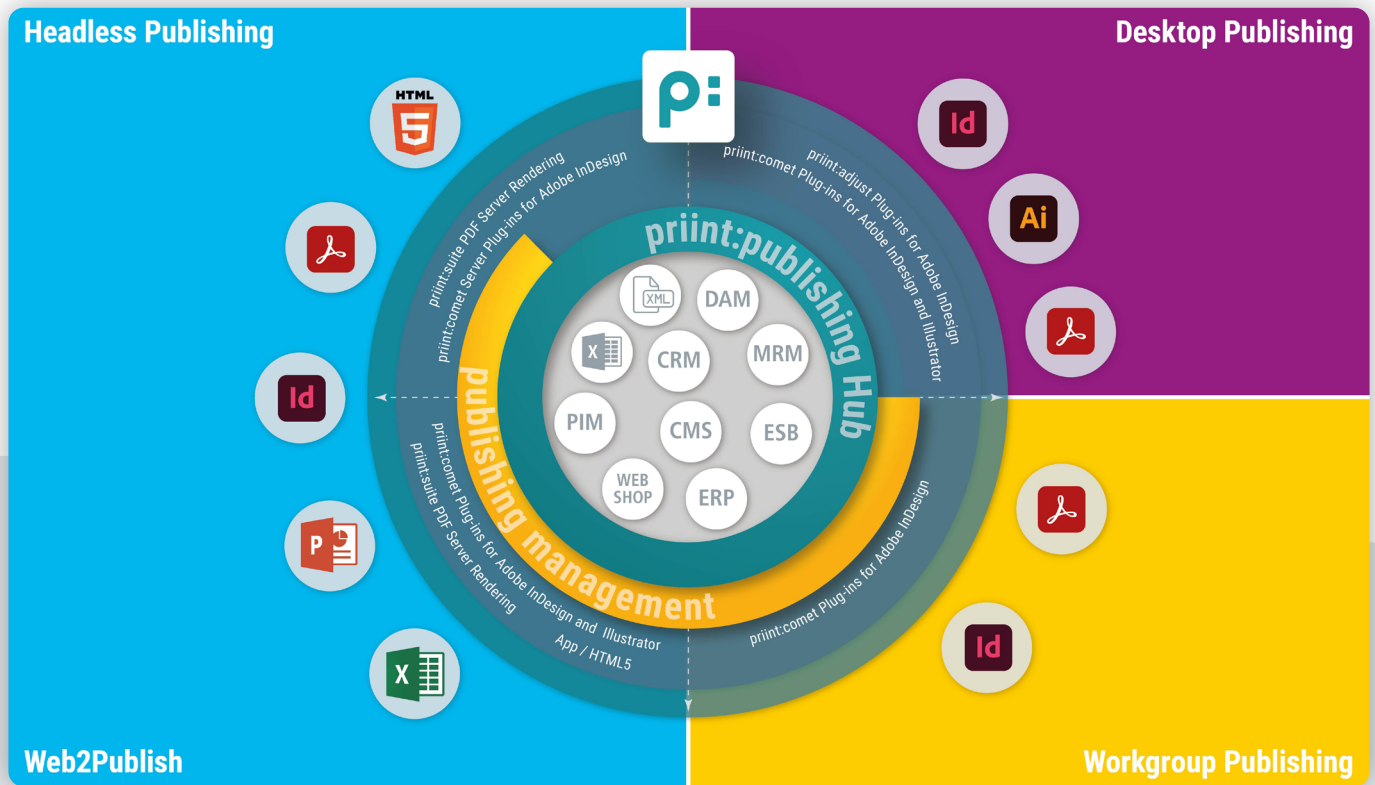 Headless Publishing
Desktop Publishing
p:
HTML
5
Id
Ai
Id
P
X
priint:suite PDF Server Rendering
priint:comet Server Plug-ins for Adobe InDesign
priint:adjust Plug-ins for Adobe InDesign
priint:comet Plug-ins for Adobe InDesign and Illustrator
priint:publishing Hub
XML
DAM
X
CRM
MRM
PIM
CMS
ESB
WEB
SHOP
ERP
publishing management
priint:comet Plug-ins for Adobe InDesign and Illustrator
priint:suite PDF Server Rendering
App / HTML5
priint:comet Plug-ins for Adobe InDesign
Id
Web2Publish
Workgroup Publishing